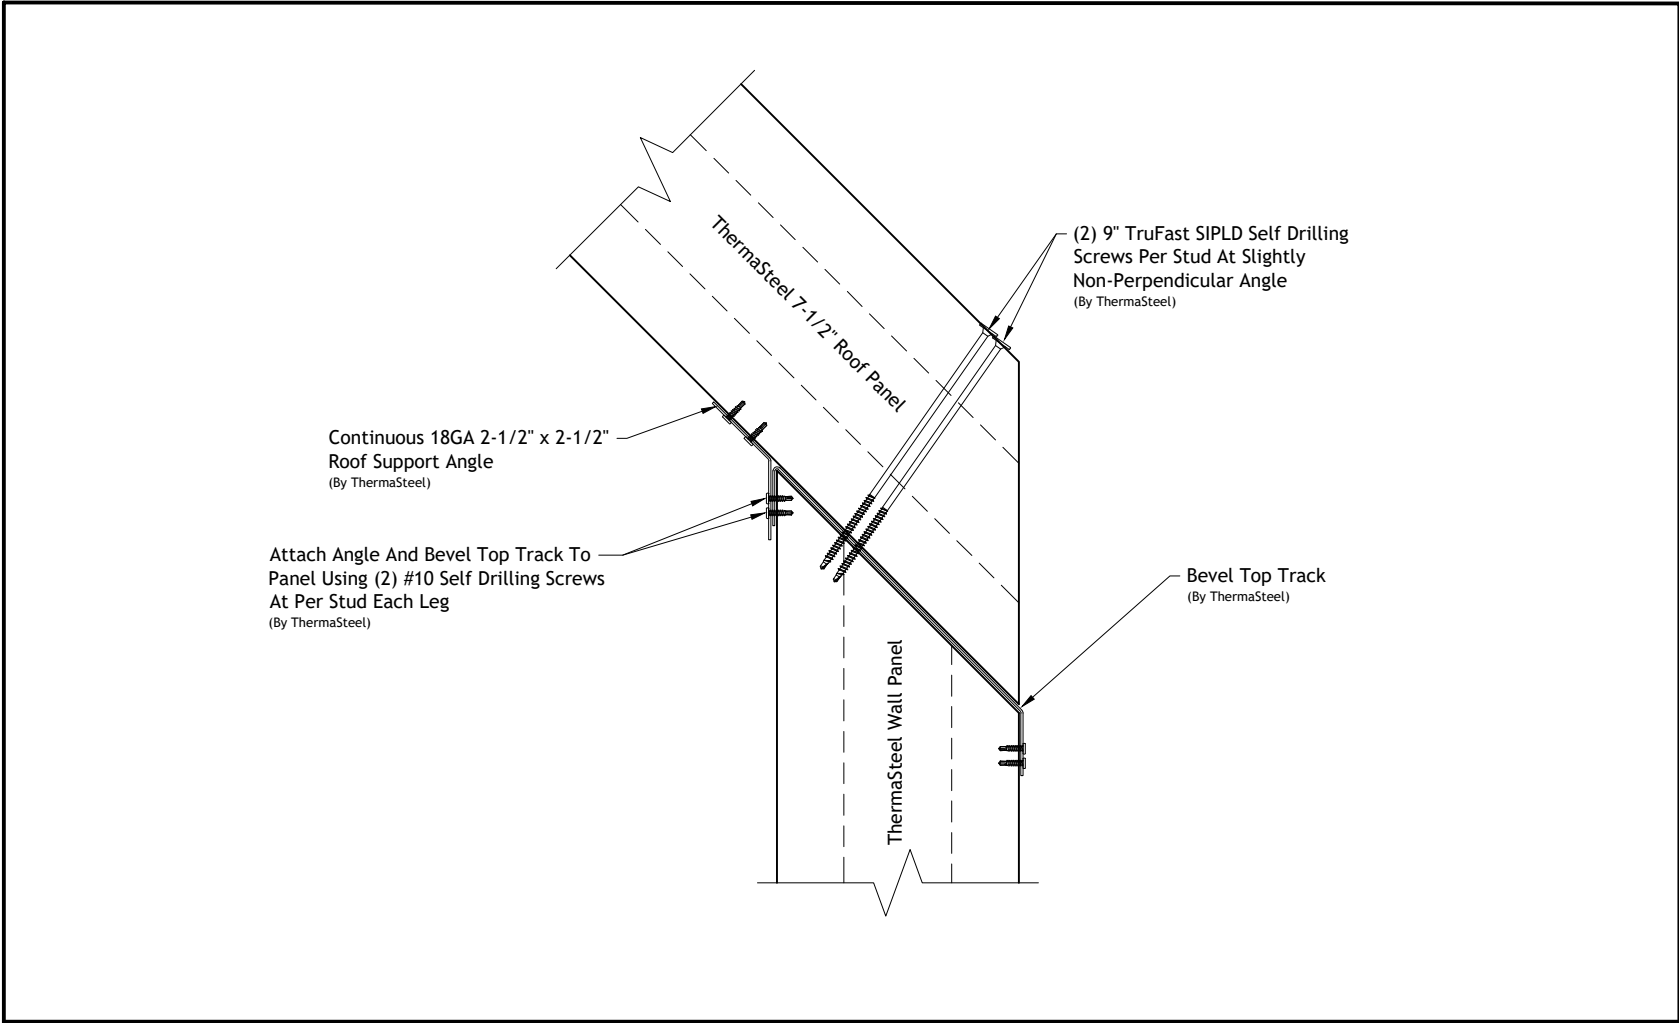 ThermaSteel 7-1/2" Roof Panel
(2) 9" TruFast SIPLD Self Drilling
Screws Per Stud At Slightly
Non-Perpendicular Angle
(By ThermaSteel)
Continuous 18GA 2-1/2" x 2-1/2"
Roof Support Angle
(By ThermaSteel)
Attach Angle And Bevel Top Track To
Panel Using (2) #10 Self Drilling Screws
At Per Stud Each Leg
(By ThermaSteel)
Bevel Top Track
(By ThermaSteel)
ThermaSteel Wall Panel